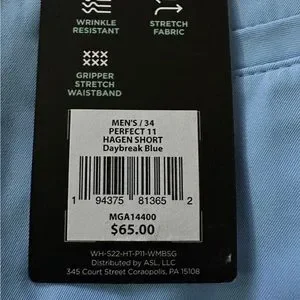 WRINKLE
RESISTANT
STRETCH
FABRIC
GRIPPER
STRETCH
WAISTBAND
MEN'S / 34
PERFECT 11
HAGEN SHORT
Daybreak Blue
1 94375 81365 2
MGA14400
$65.00
WH-S22-HT-P11-WMBSG
Distributed by ASL, LLC
345 Court Street Coraopolis, PA 15108